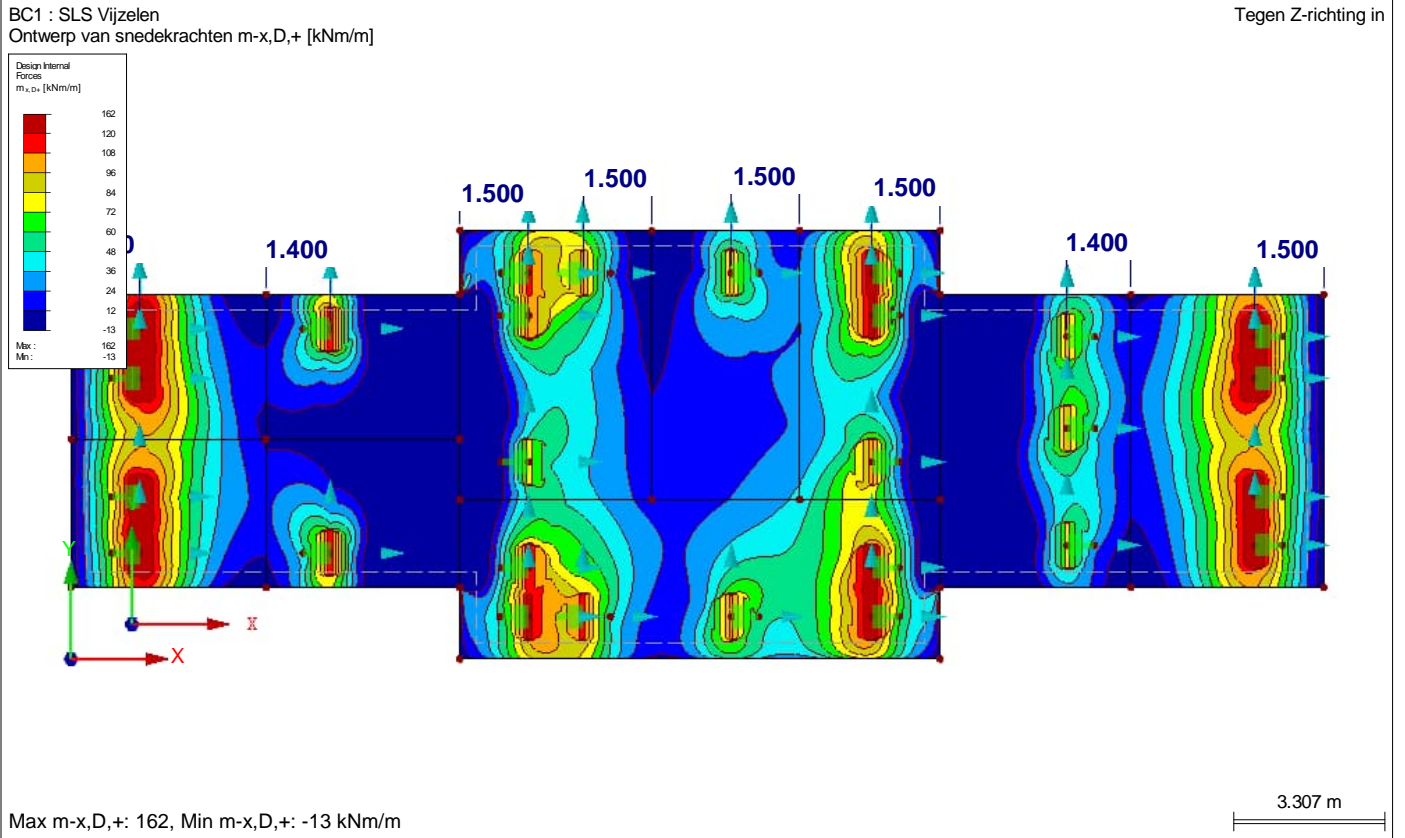 BC1 : SLS Vijzelen
Tegen Z-richting in
Ontwerp van snedekrachten m-x,D,+ [kNm/m]
Design Internal
Forces
m x,D+ [kNm/m]
162
120
108
96
84
72
60
48
36
24
12
-13
Max : 162
Min : -13
0
1.400
1.500
1.500
1.500
1.500
1.400
1.500
Y
X
X
3.307 m
Max m-x,D,+: 162, Min m-x,D,+: -13 kNm/m